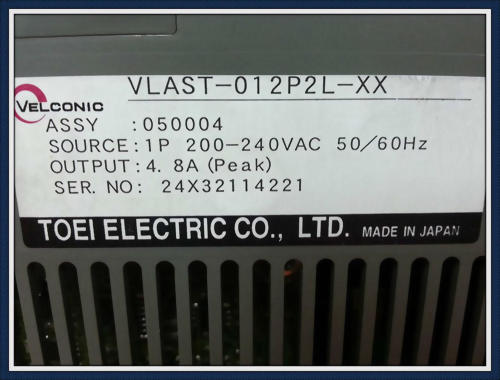 VELCONIC
VLAST-012P2L-XX
ASSY :050004
SOURCE:1P 200-240VAC 50/60Hz
OUTPUT:4.8A(Peak)
SER. NO: 24X32114221
TOEI ELECTRIC CO., LTD. MADE IN JAPAN